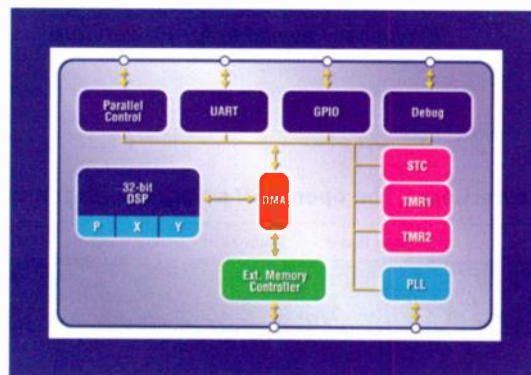 Parallel
Control
UART
GPIO
Debug
STC
32-bit
DSP
DMA
TMR1
P X Y
TMR2
Ext. Memory
Controller
PLL